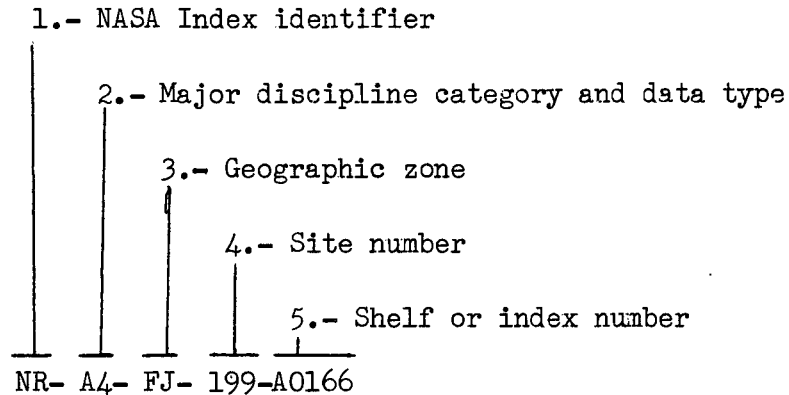 1.- NASA Index identifier
2.- Major discipline category and data type
3.- Geographic zone
4.- Site number
5.- Shelf or index number
NR- A4- FJ- 199-A0166